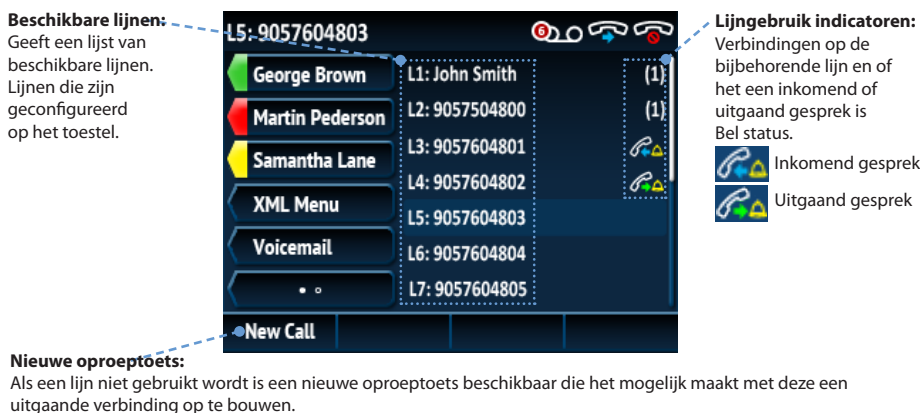 Beschikbare lijnen:
Geeft een lijst van
beschikbare lijnen.
Lijnen die zijn
geconfigureerd
op het toestel.
L5: 9057604803
6
George Brown
Martin Pederson
Samantha Lane
XML Menu
Voicemail
L1: John Smith (1)
L2: 9057504800 (1)
L3: 9057604801
L4: 9057604802
L5: 9057604803
L6: 9057604804
L7: 9057604805
New Call
Lijngebruik indicatoren:
Verbindingen op de
bijbehorende lijn en of
het een inkomend of
uitgaand gesprek is
Bel status.
Inkomend gesprek
Uitgaand gesprek
Nieuwe oproeptoets:
Als een lijn niet gebruikt wordt is een nieuwe oproeptoets beschikbaar die het mogelijk maakt met deze een
uitgaande verbinding op te bouwen.